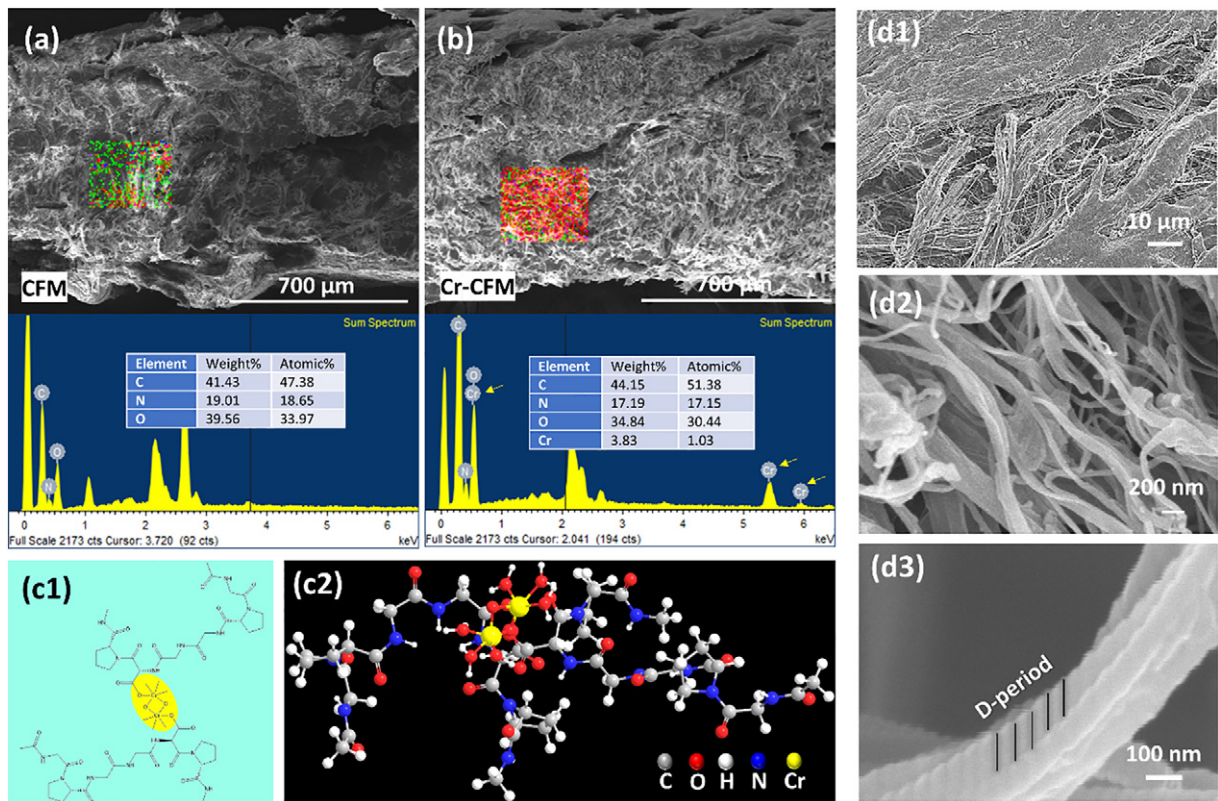 (a)
CFM
700 μm
(b)
Cr-CFM
700 μm
(d1)
10 μm
Sum Spectrum
Element Weight% Atomic%
C 41.43 47.38
N 19.01 18.65
O 39.56 33.97
C
N
O
0 1 2 3 4 5 6
Full Scale 2173 cts Cursor: 3.720 (92 cts) keV
Sum Spectrum
Element Weight% Atomic%
C 44.15 51.38
N 17.19 17.15
O 34.84 30.44
Cr 3.83 1.03
C
O
Cr
N
Cr
Cr
0 1 2 3 4 5 6
Full Scale 2173 cts Cursor: 2.041 (194 cts) keV
(d2)
200 nm
(c1)
(c2)
C O H N Cr
(d3)
D-period
100 nm